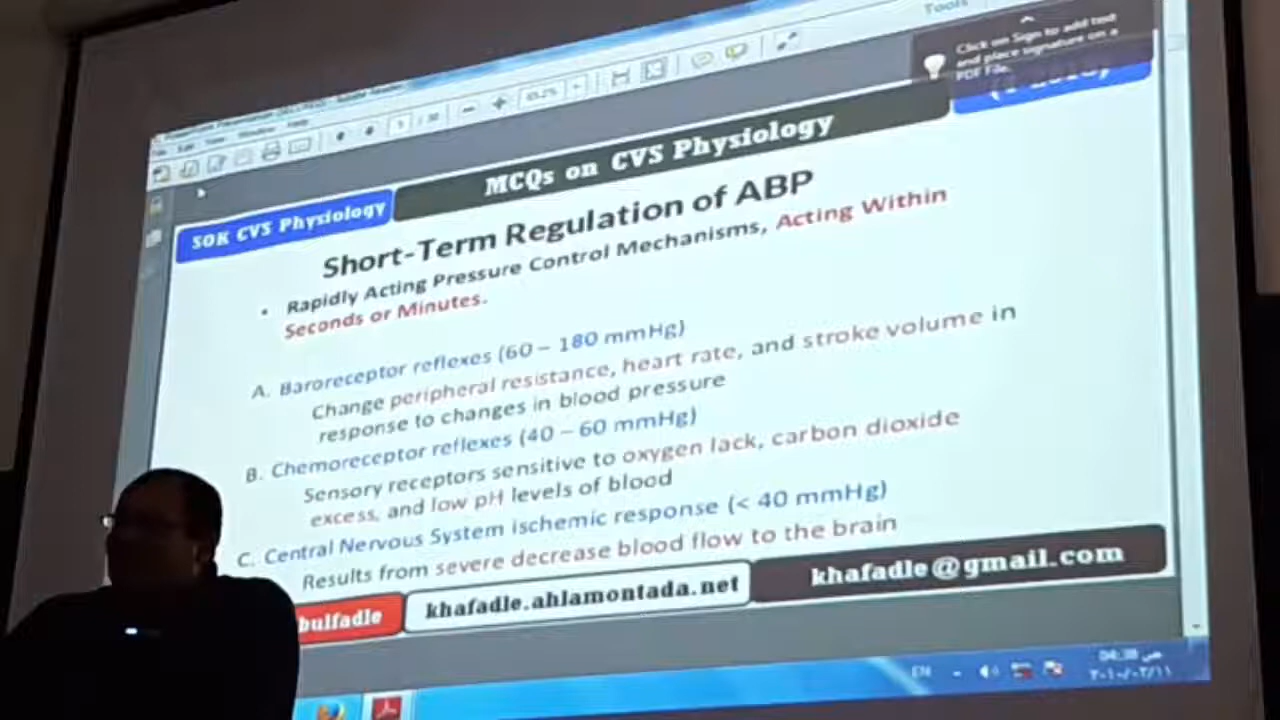 Tools
Click on Sign to add text
and place signature on a
PDF File.
Window Help
MCQs on CVS Physiology
SOK CVS Physiology
Short-Term Regulation of ABP
• Rapidly Acting Pressure Control Mechanisms, Acting Within
Seconds or Minutes.
A. Baroreceptor reflexes (60 – 180 mmHg)
Change peripheral resistance, heart rate, and stroke volume in
response to changes in blood pressure
B. Chemoreceptor reflexes (40 – 60 mmHg)
Sensory receptors sensitive to oxygen lack, carbon dioxide
excess, and low pH levels of blood
C. Central Nervous System ischemic response (< 40 mmHg)
Results from severe decrease blood flow to the brain
bulfadle
khafadle.ahlamontada.net
khafadle@gmail.com
EN
04:38 ص